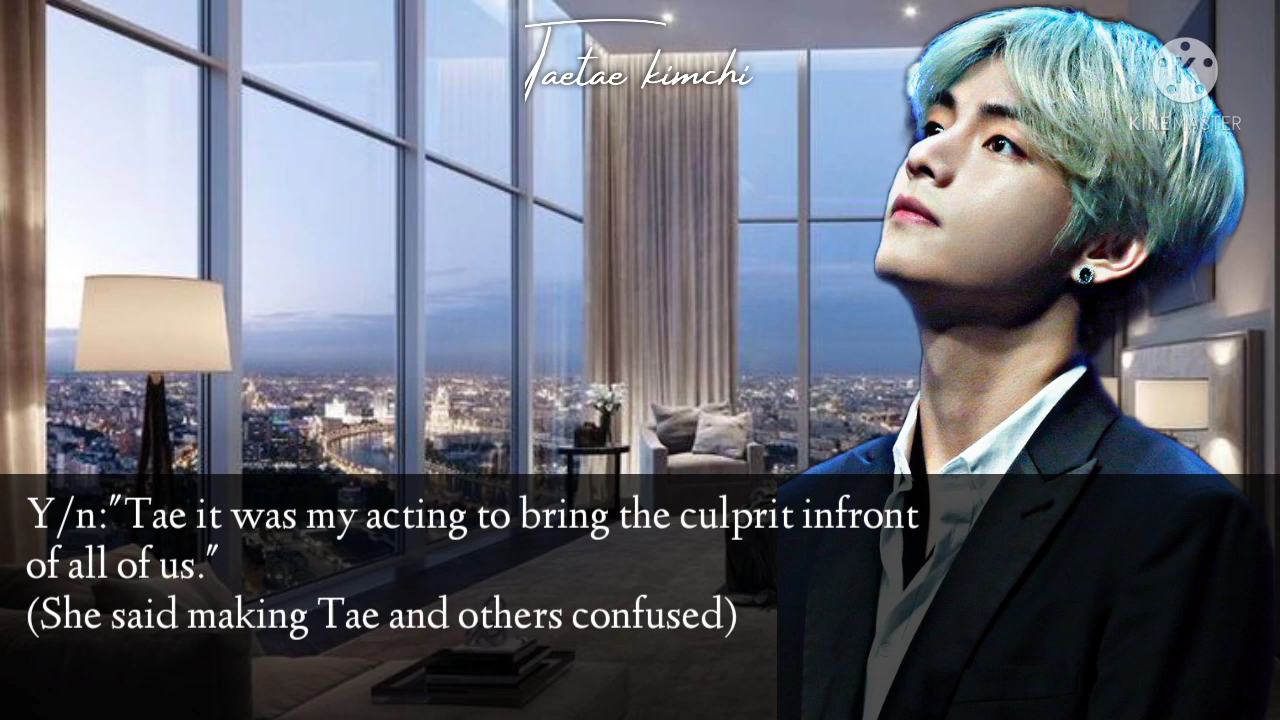 Taetae kimchi
KINEMASTER
Y/n:"Tae it was my acting to bring the culprit infront
of all of us."
(She said making Tae and others confused)